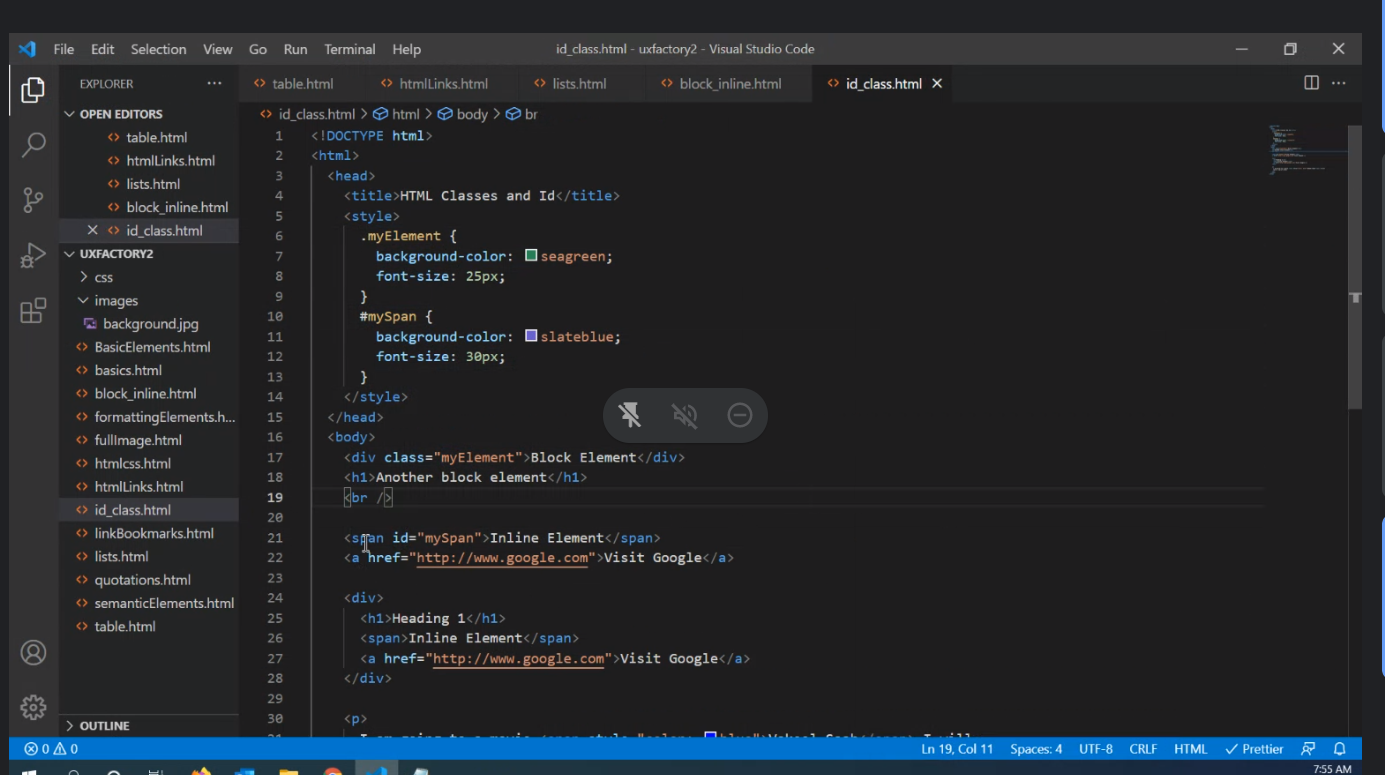 File Edit Selection View Go Run Terminal Help id_class.html - uxfactory2 - Visual Studio Code
EXPLORER
table.html htmlLinks.html lists.html block_inline.html id_class.html
OPEN EDITORS
table.html
htmlLinks.html
lists.html
block_inline.html
id_class.html
UXFACTORY2
css
images
background.jpg
BasicElements.html
basics.html
block_inline.html
formattingElements.h...
fullImage.html
htmlcss.html
htmlLinks.html
id_class.html
linkBookmarks.html
lists.html
quotations.html
semanticElements.html
table.html
OUTLINE
id_class.html > html > body > br
1 <!DOCTYPE html>
2 <html>
3 <head>
4 <title>HTML Classes and Id</title>
5 <style>
6 .myElement {
7 background-color: seagreen;
8 font-size: 25px;
9 }
10 #mySpan {
11 background-color: slateblue;
12 font-size: 30px;
13 }
14 </style>
15 </head>
16 <body>
17 <div class="myElement">Block Element</div>
18 <h1>Another block element</h1>
19 <br />
20
21 <span id="mySpan">Inline Element</span>
22 <a href="http://www.google.com">Visit Google</a>
23
24 <div>
25 <h1>Heading 1</h1>
26 <span>Inline Element</span>
27 <a href="http://www.google.com">Visit Google</a>
28 </div>
29
30 <p>
0 0 Ln 19, Col 11 Spaces: 4 UTF-8 CRLF HTML Prettier
7:55 AM